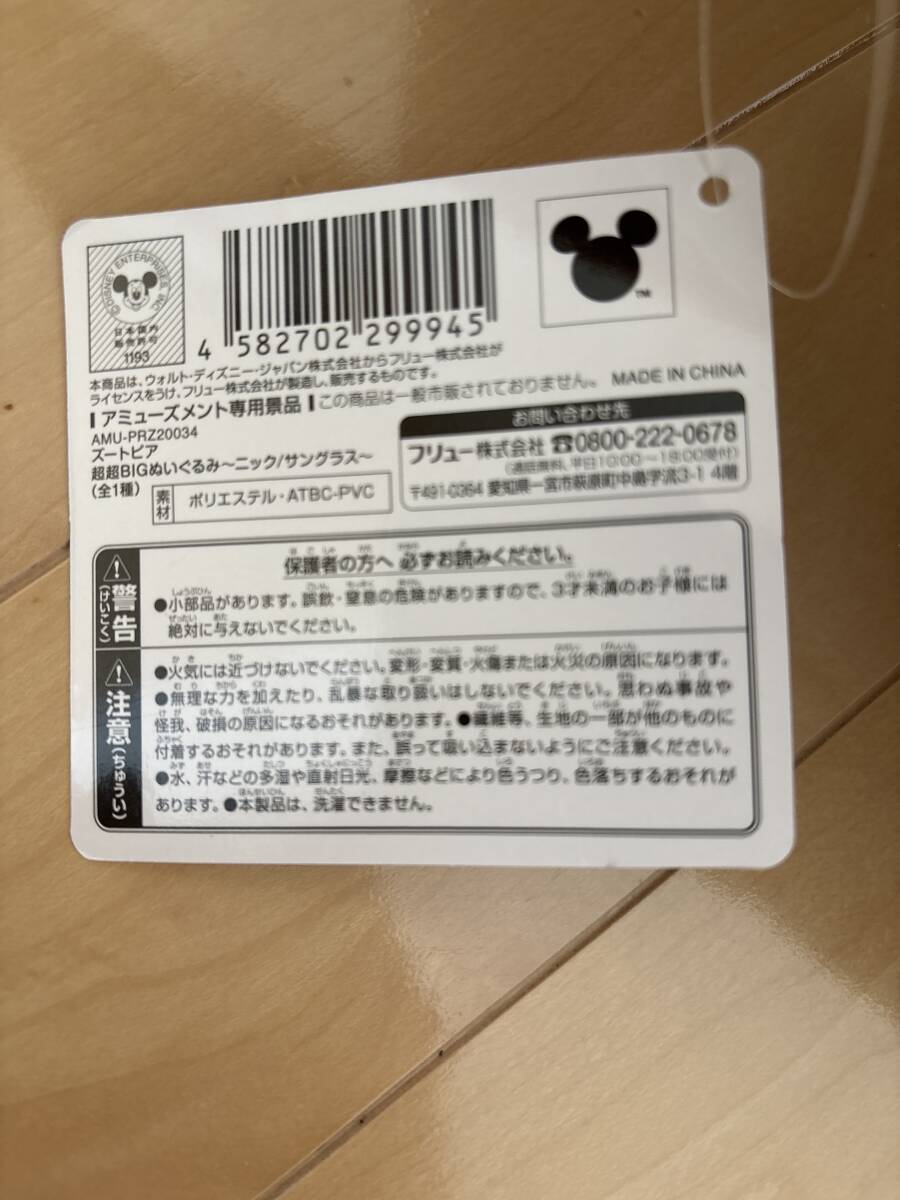 ©DISNEY ENTERPRISES, INC.
日本国内
販売許可
1193
4 582702 299945
TM
本商品は、ウォルト・ディズニー・ジャパン株式会社からフリュー株式会社が
ライセンスをうけ、フリュー株式会社が製造し、販売するものです。
アミューズメント専用景品 この商品は一般市販されておりません。 MADE IN CHINA
AMU-PRZ20034
ズートピア
超超BIGぬいぐるみ〜ニック/サングラス〜
(全1種)
素材 ポリエステル・ATBC-PVC
お問い合わせ先
フリュー株式会社 ☎0800-222-0678
(通話無料、平日10:00〜18:00受付)
〒491-0364 愛知県一宮市萩原町中島字流3-1 4階
警告(けいこく)
保護者の方へ 必ずお読みください。
●小部品があります。誤飲・窒息の危険がありますので、3才未満のお子様には
絶対に与えないでください。
注意(ちゅうい)
●火気には近づけないでください。変形・変質・火傷または火災の原因になります。
●無理な力を加えたり、乱暴な取り扱いはしないでください。思わぬ事故や
怪我、破損の原因になるおそれがあります。●繊維等、生地の一部が他のものに
付着するおそれがあります。また、誤って吸い込まないようにご注意ください。
●水、汗などの多湿や直射日光、摩擦などにより色うつり、色落ちするおそれが
あります。●本製品は、洗濯できません。